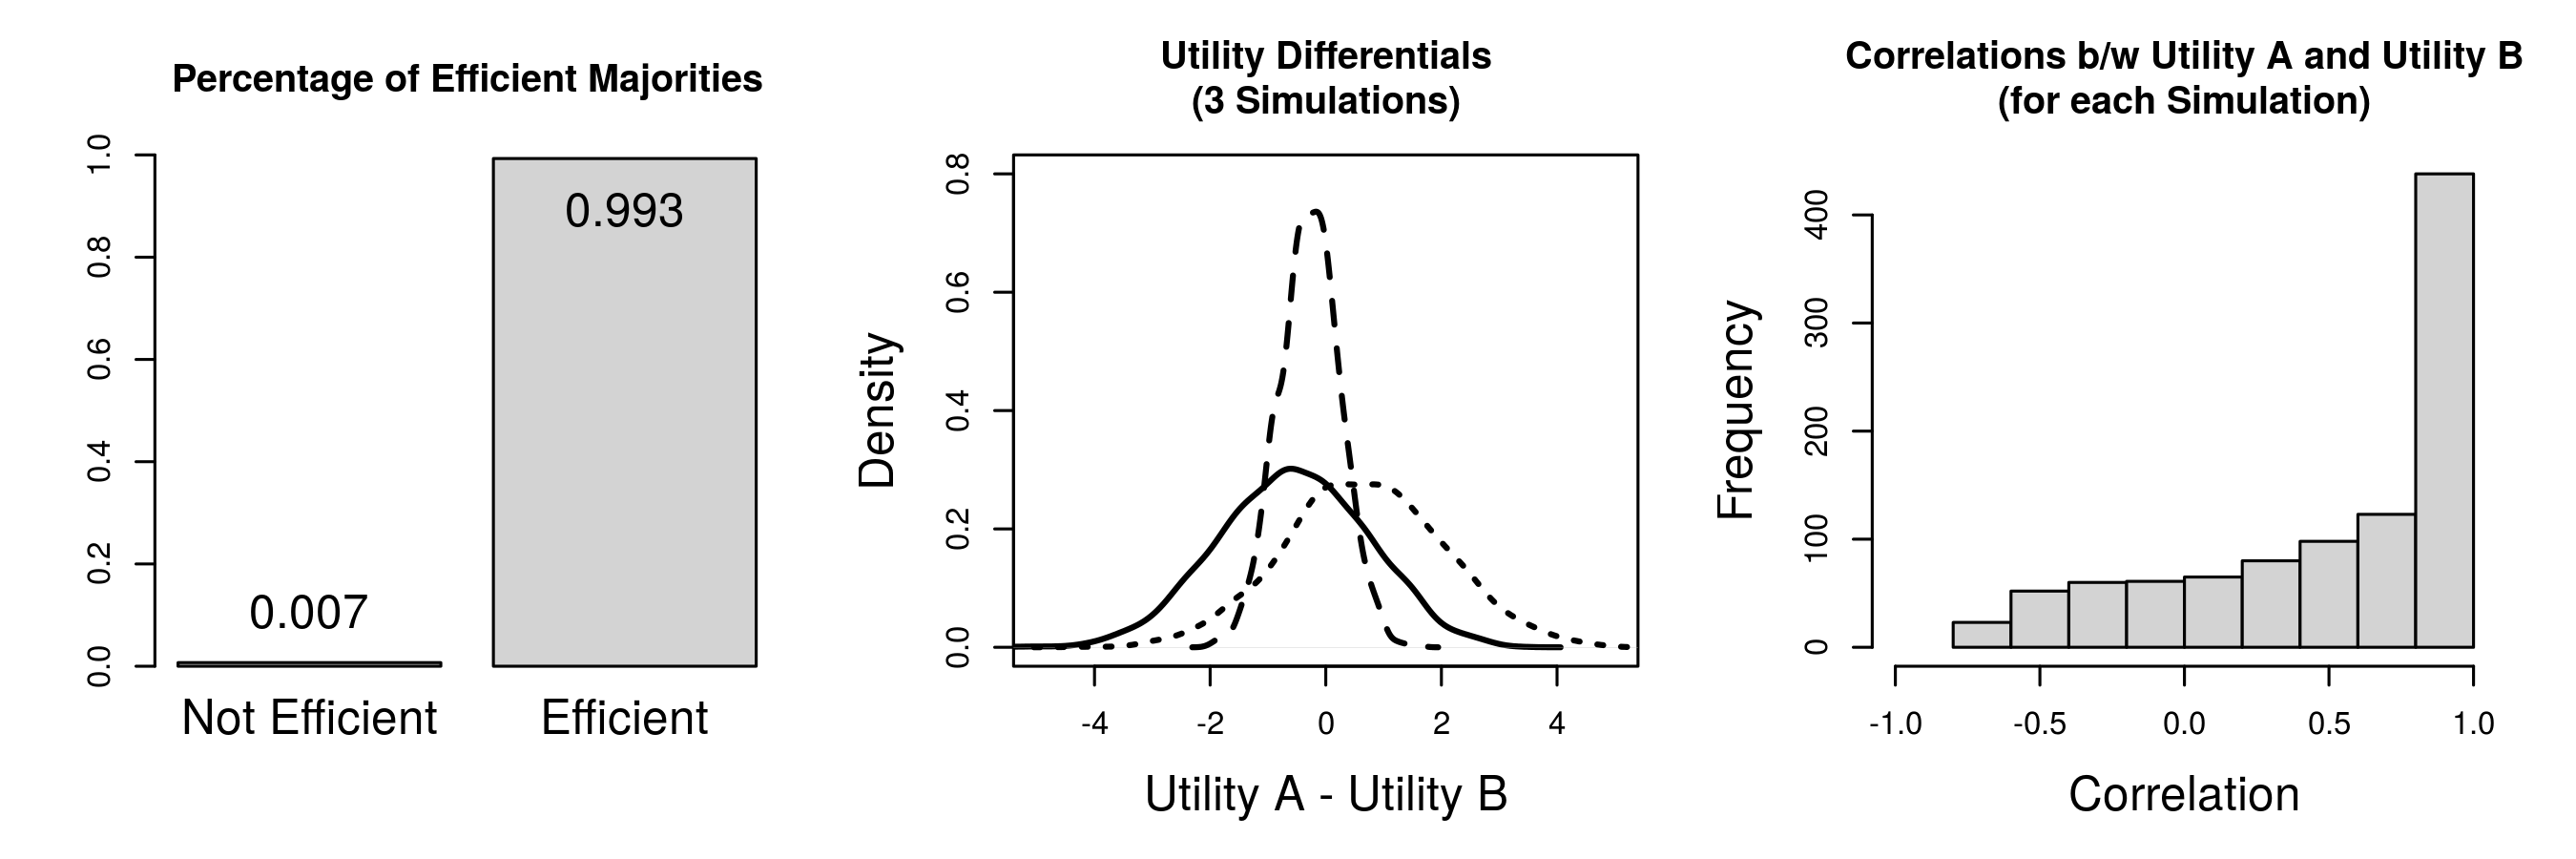 Percentage of Efficient Majorities
1.0
0.8
0.6
0.4
0.2
0.0
0.007
0.993
Not Efficient
Efficient
Utility Differentials
(3 Simulations)
Density
0.8
0.6
0.4
0.2
0.0
-4
-2
0
2
4
Utility A - Utility B
Correlations b/w Utility A and Utility B
(for each Simulation)
Frequency
400
300
200
100
0
-1.0
-0.5
0.0
0.5
1.0
Correlation